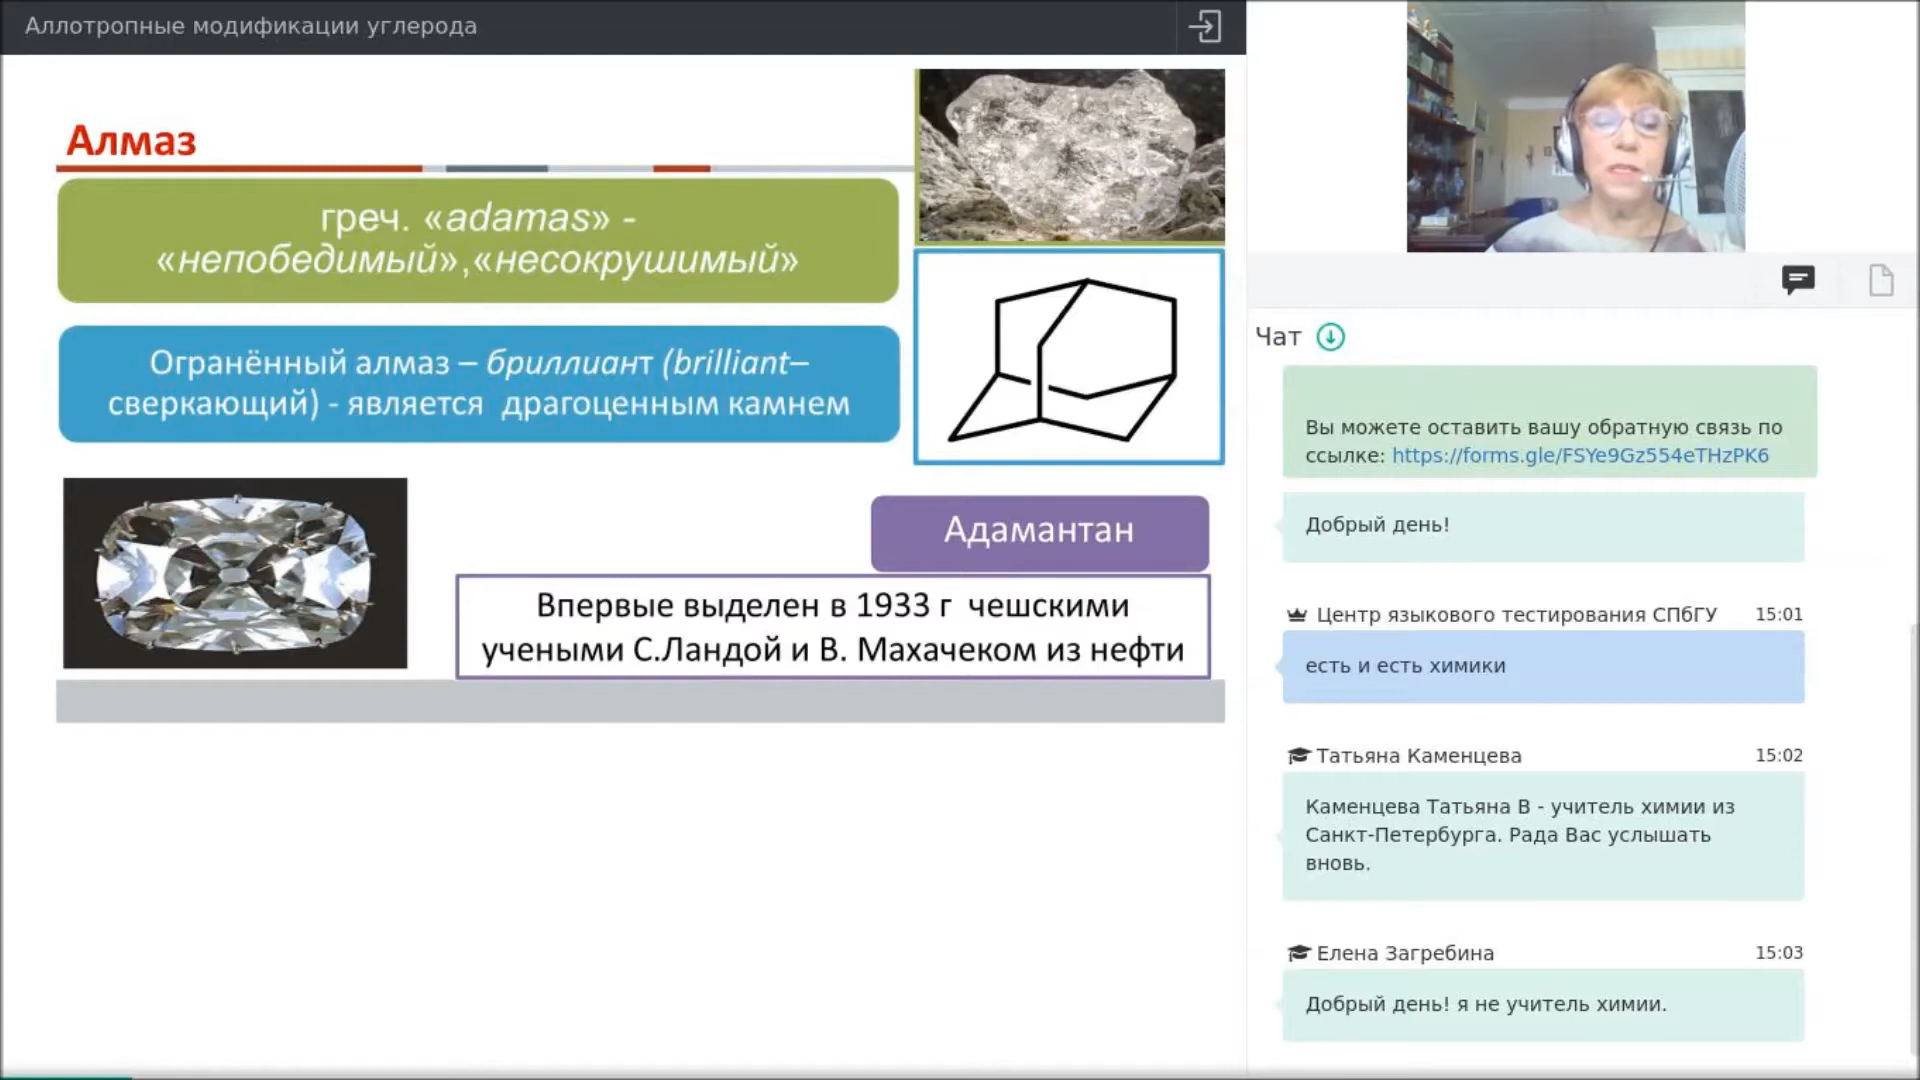 Аллотропные модификации углерода
Алмаз
греч. «adamas» -
«непобедимый»,«несокрушимый»
Огранённый алмаз – бриллиант (brilliant–
сверкающий) - является драгоценным камнем
Адамантан
Впервые выделен в 1933 г чешскими
учеными С.Ландой и В. Махачеком из нефти
Чат
Вы можете оставить вашу обратную связь по
ссылке: https://forms.gle/FSYe9Gz554eTHzPK6
Добрый день!
Центр языкового тестирования СПбГУ 15:01
есть и есть химики
Татьяна Каменцева 15:02
Каменцева Татьяна В - учитель химии из
Санкт-Петербурга. Рада Вас услышать
вновь.
Елена Загребина 15:03
Добрый день! я не учитель химии.